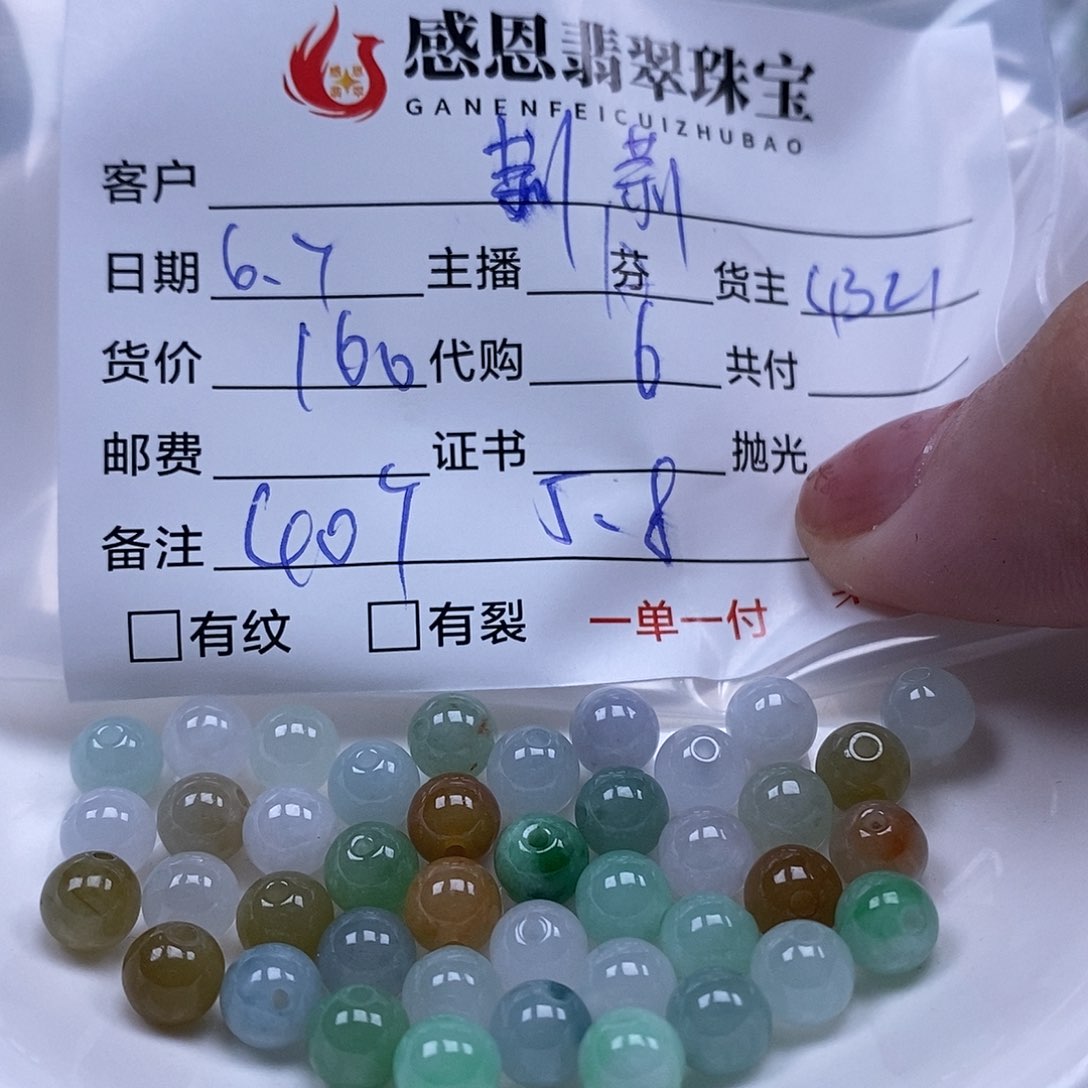 感恩翡翠珠宝
GANENFEICUIZHUBAO
客户
日期 6.7 主播 芬 货主 4321
货价 160 代购 6 共付
邮费 证书 抛光
备注 5.8
有纹 有裂 一单一付